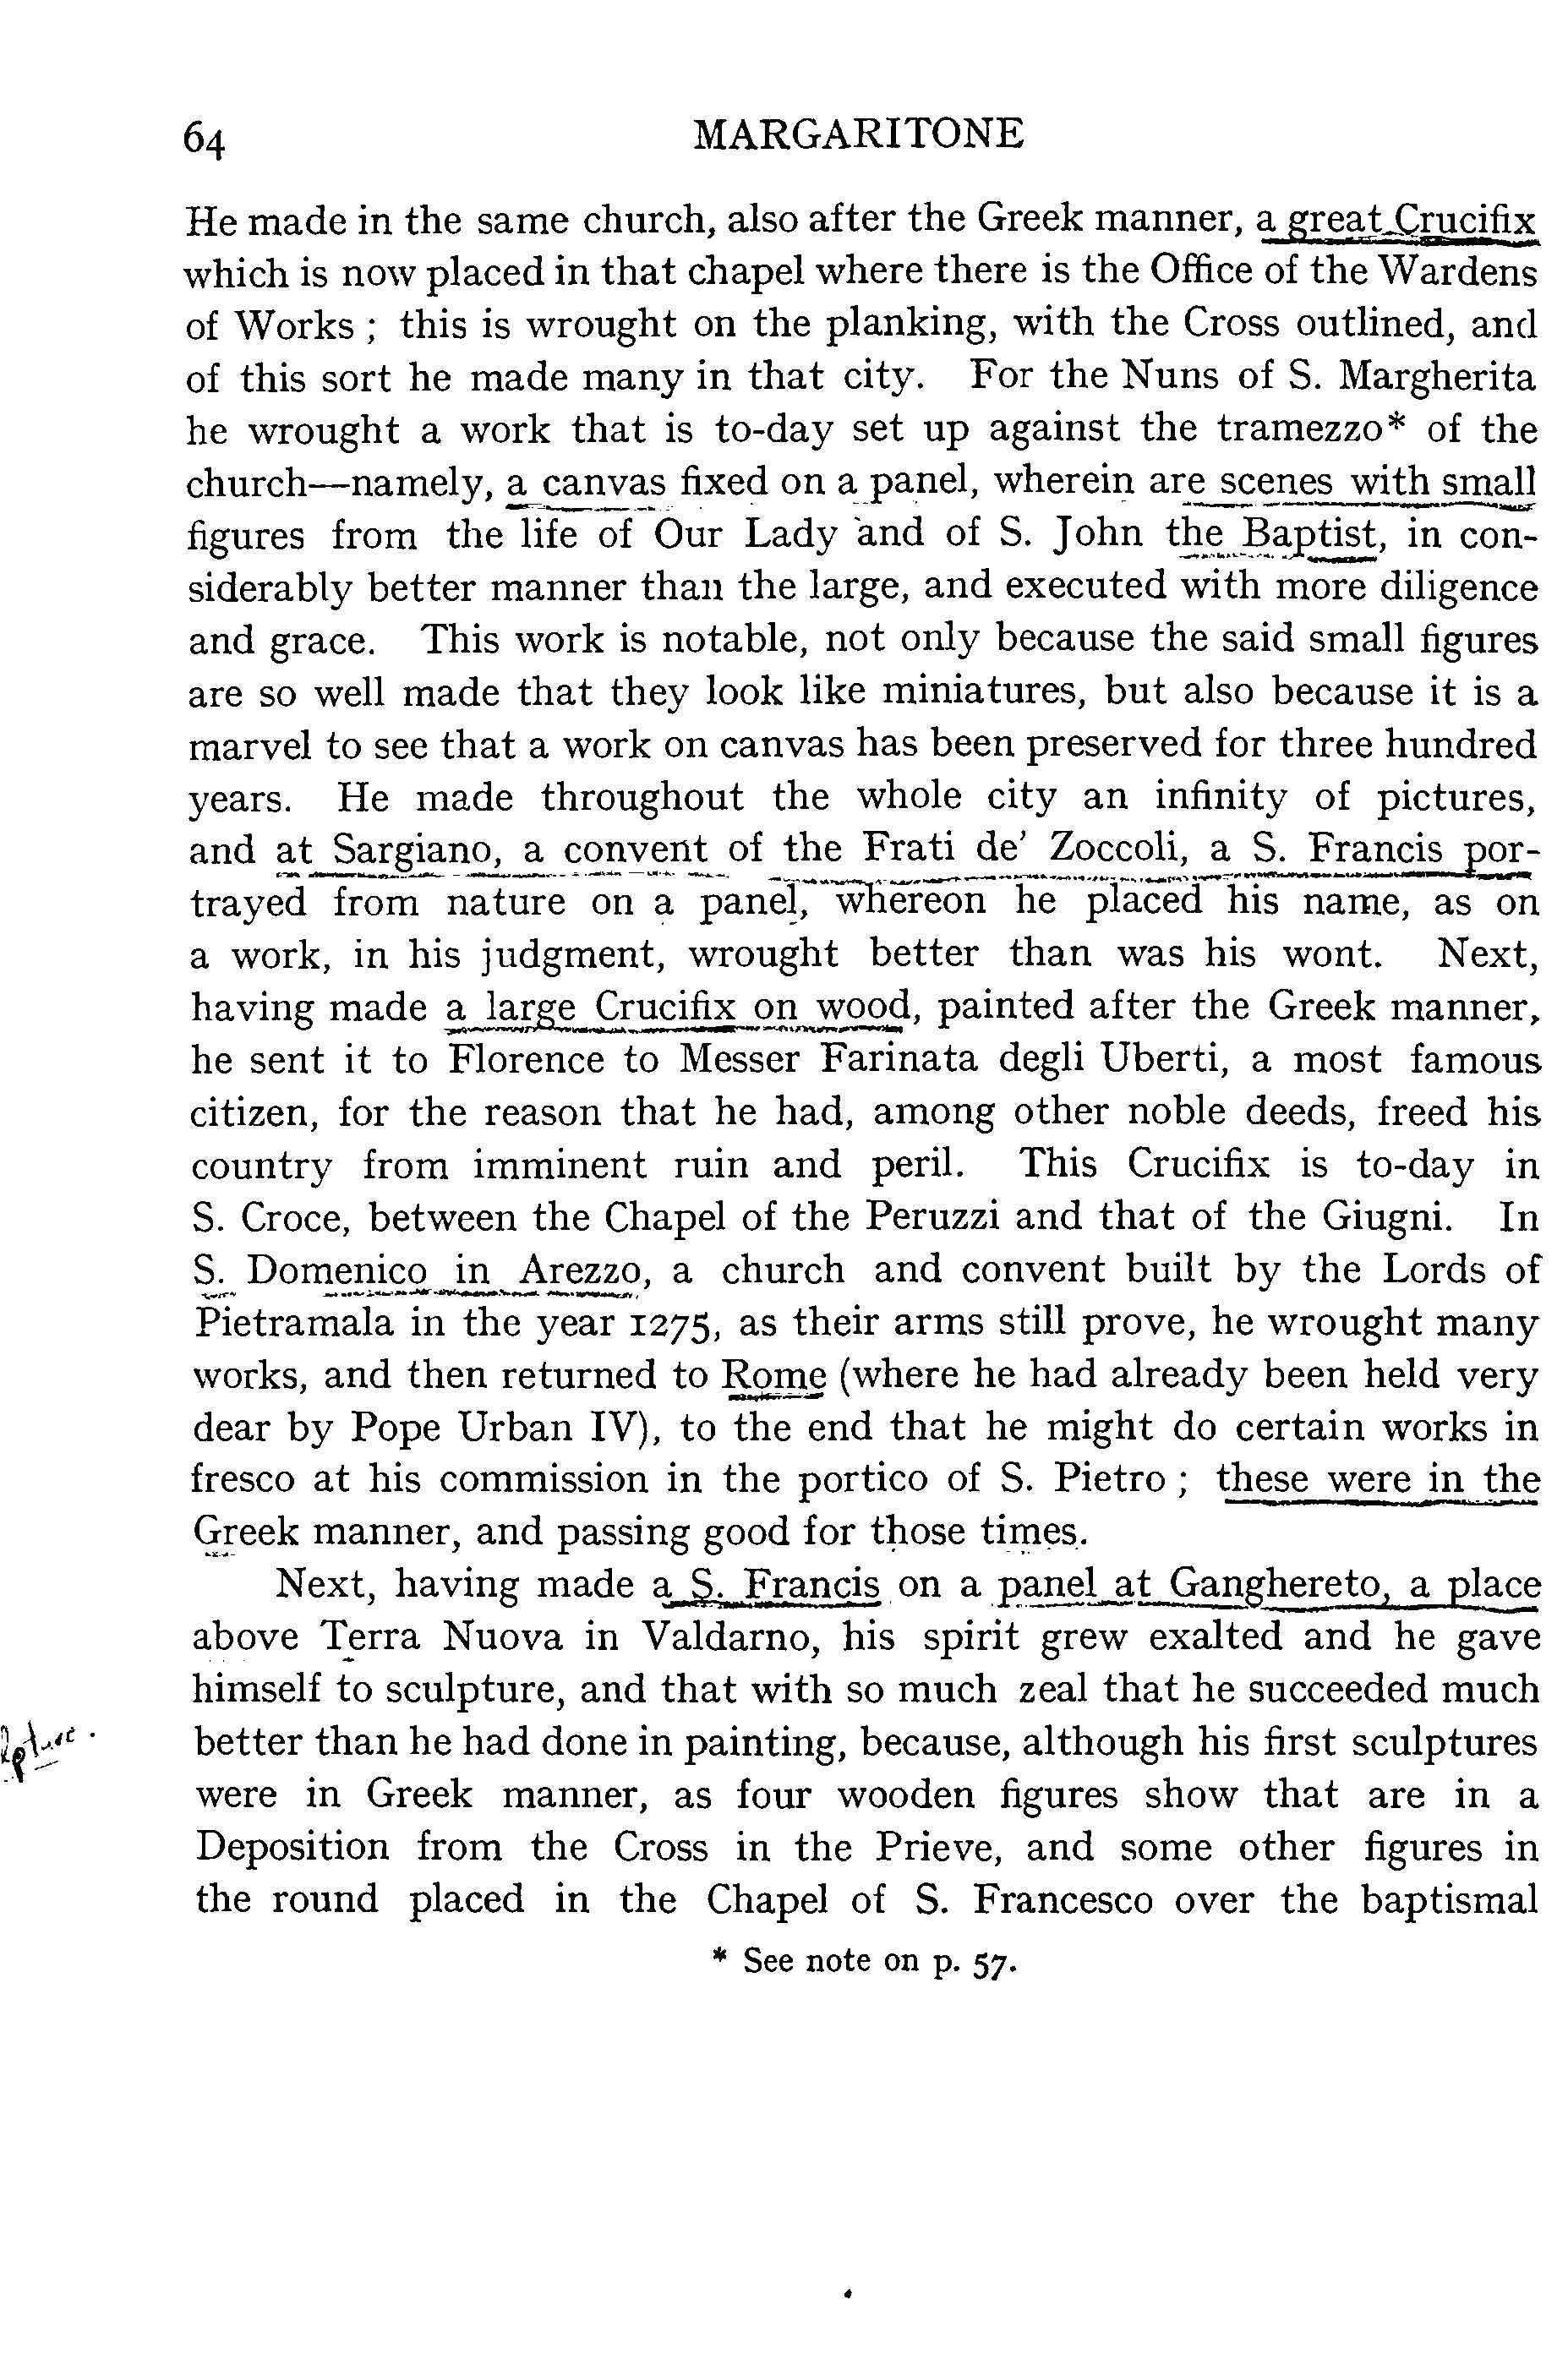 64 MARGARITONE
He made in the same church, also after the Greek manner, a great Crucifix
which is now placed in that chapel where there is the Office of the Wardens
of Works ; this is wrought on the planking, with the Cross outlined, and
of this sort he made many in that city. For the Nuns of S. Margherita
he wrought a work that is to-day set up against the tramezzo* of the
church—namely, a canvas fixed on a panel, wherein are scenes with small
figures from the life of Our Lady and of S. John the Baptist, in con-
siderably better manner than the large, and executed with more diligence
and grace. This work is notable, not only because the said small figures
are so well made that they look like miniatures, but also because it is a
marvel to see that a work on canvas has been preserved for three hundred
years. He made throughout the whole city an infinity of pictures,
and at Sargiano, a convent of the Frati de' Zoccoli, a S. Francis por-
trayed from nature on a panel, whereon he placed his name, as on
a work, in his judgment, wrought better than was his wont. Next,
having made a large Crucifix on wood, painted after the Greek manner,
he sent it to Florence to Messer Farinata degli Uberti, a most famous
citizen, for the reason that he had, among other noble deeds, freed his
country from imminent ruin and peril. This Crucifix is to-day in
S. Croce, between the Chapel of the Peruzzi and that of the Giugni. In
S. Domenico in Arezzo, a church and convent built by the Lords of
Pietramala in the year 1275, as their arms still prove, he wrought many
works, and then returned to Rome (where he had already been held very
dear by Pope Urban IV), to the end that he might do certain works in
fresco at his commission in the portico of S. Pietro ; these were in the
Greek manner, and passing good for those times.
Next, having made a S. Francis on a panel at Ganghereto, a place
above Terra Nuova in Valdarno, his spirit grew exalted and he gave
himself to sculpture, and that with so much zeal that he succeeded much
better than he had done in painting, because, although his first sculptures
were in Greek manner, as four wooden figures show that are in a
Deposition from the Cross in the Prieve, and some other figures in
the round placed in the Chapel of S. Francesco over the baptismal
* See note on p. 57.